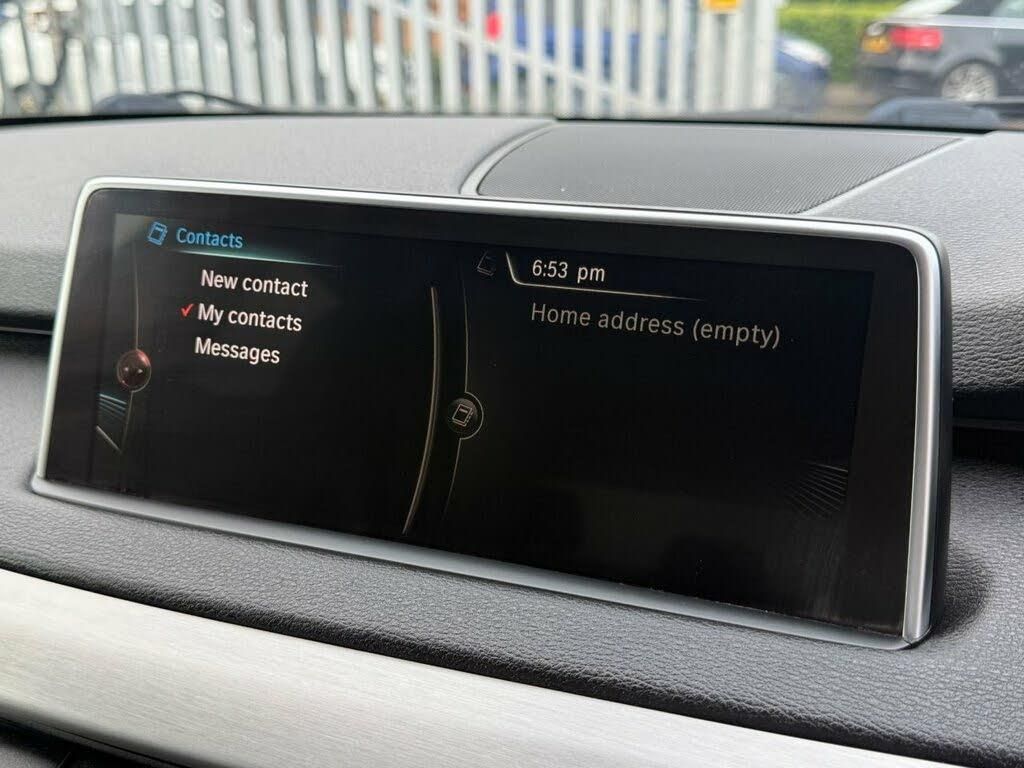 Contacts
New contact
✓ My contacts
Messages
6:53 pm
Home address (empty)